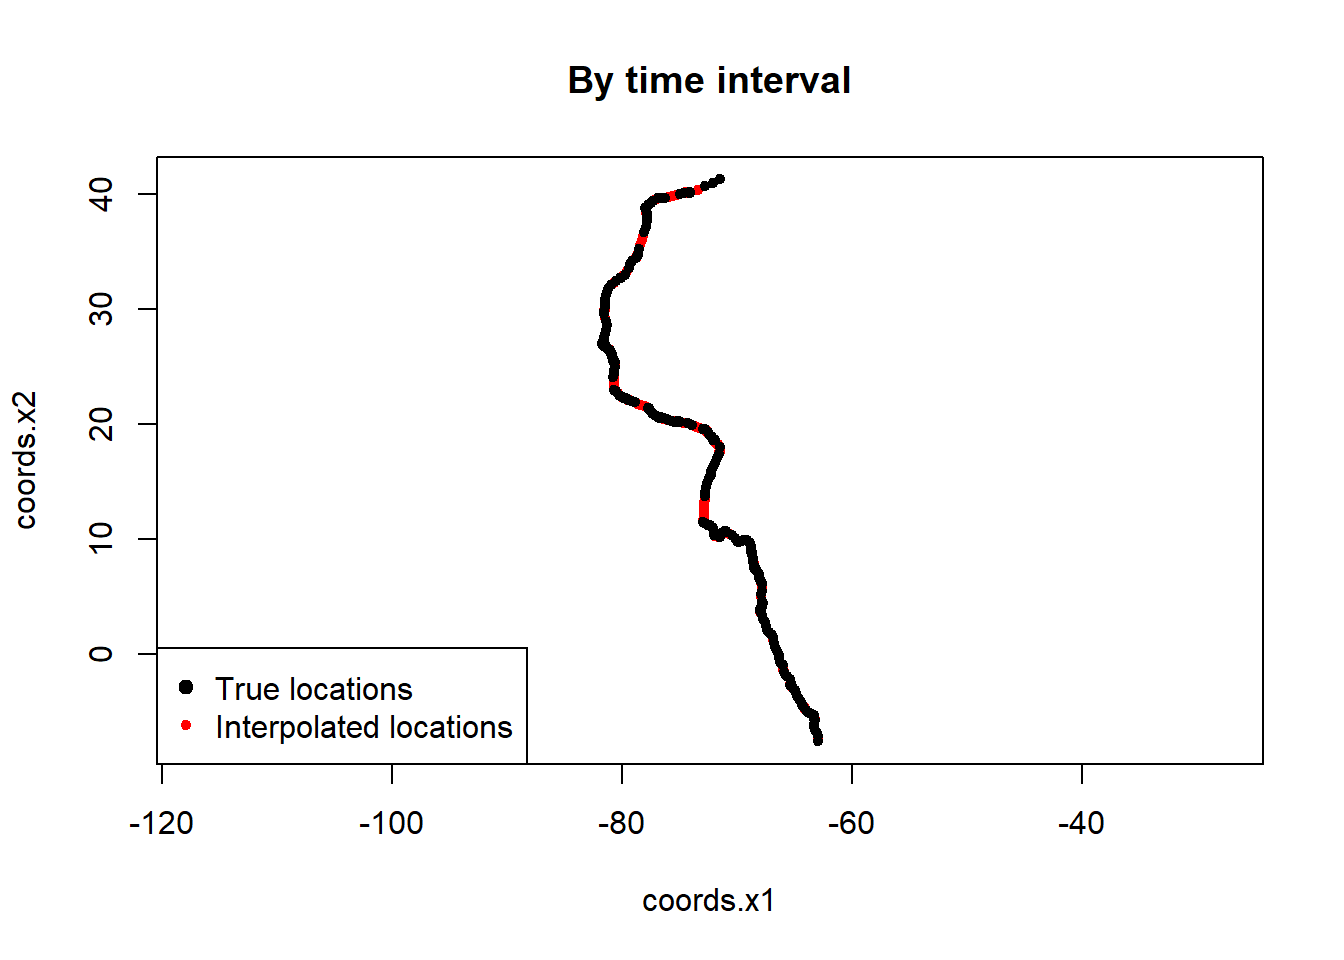 By time interval
coords.x2
40
30
20
10
0
True locations
Interpolated locations
-120 -100 -80 -60 -40
coords.x1